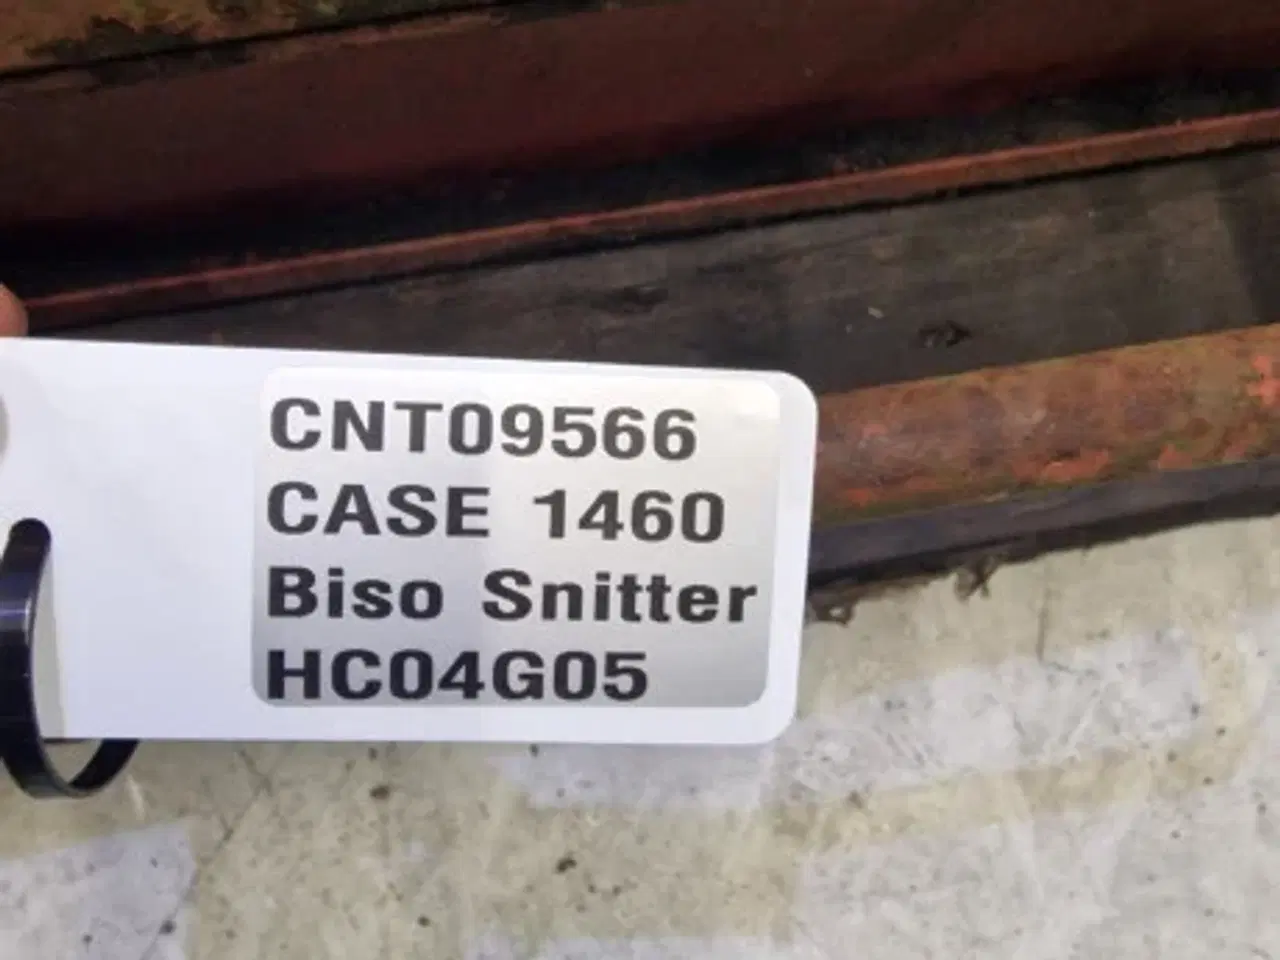 CNT09566
CASE 1460
Biso Snitter
HC04G05